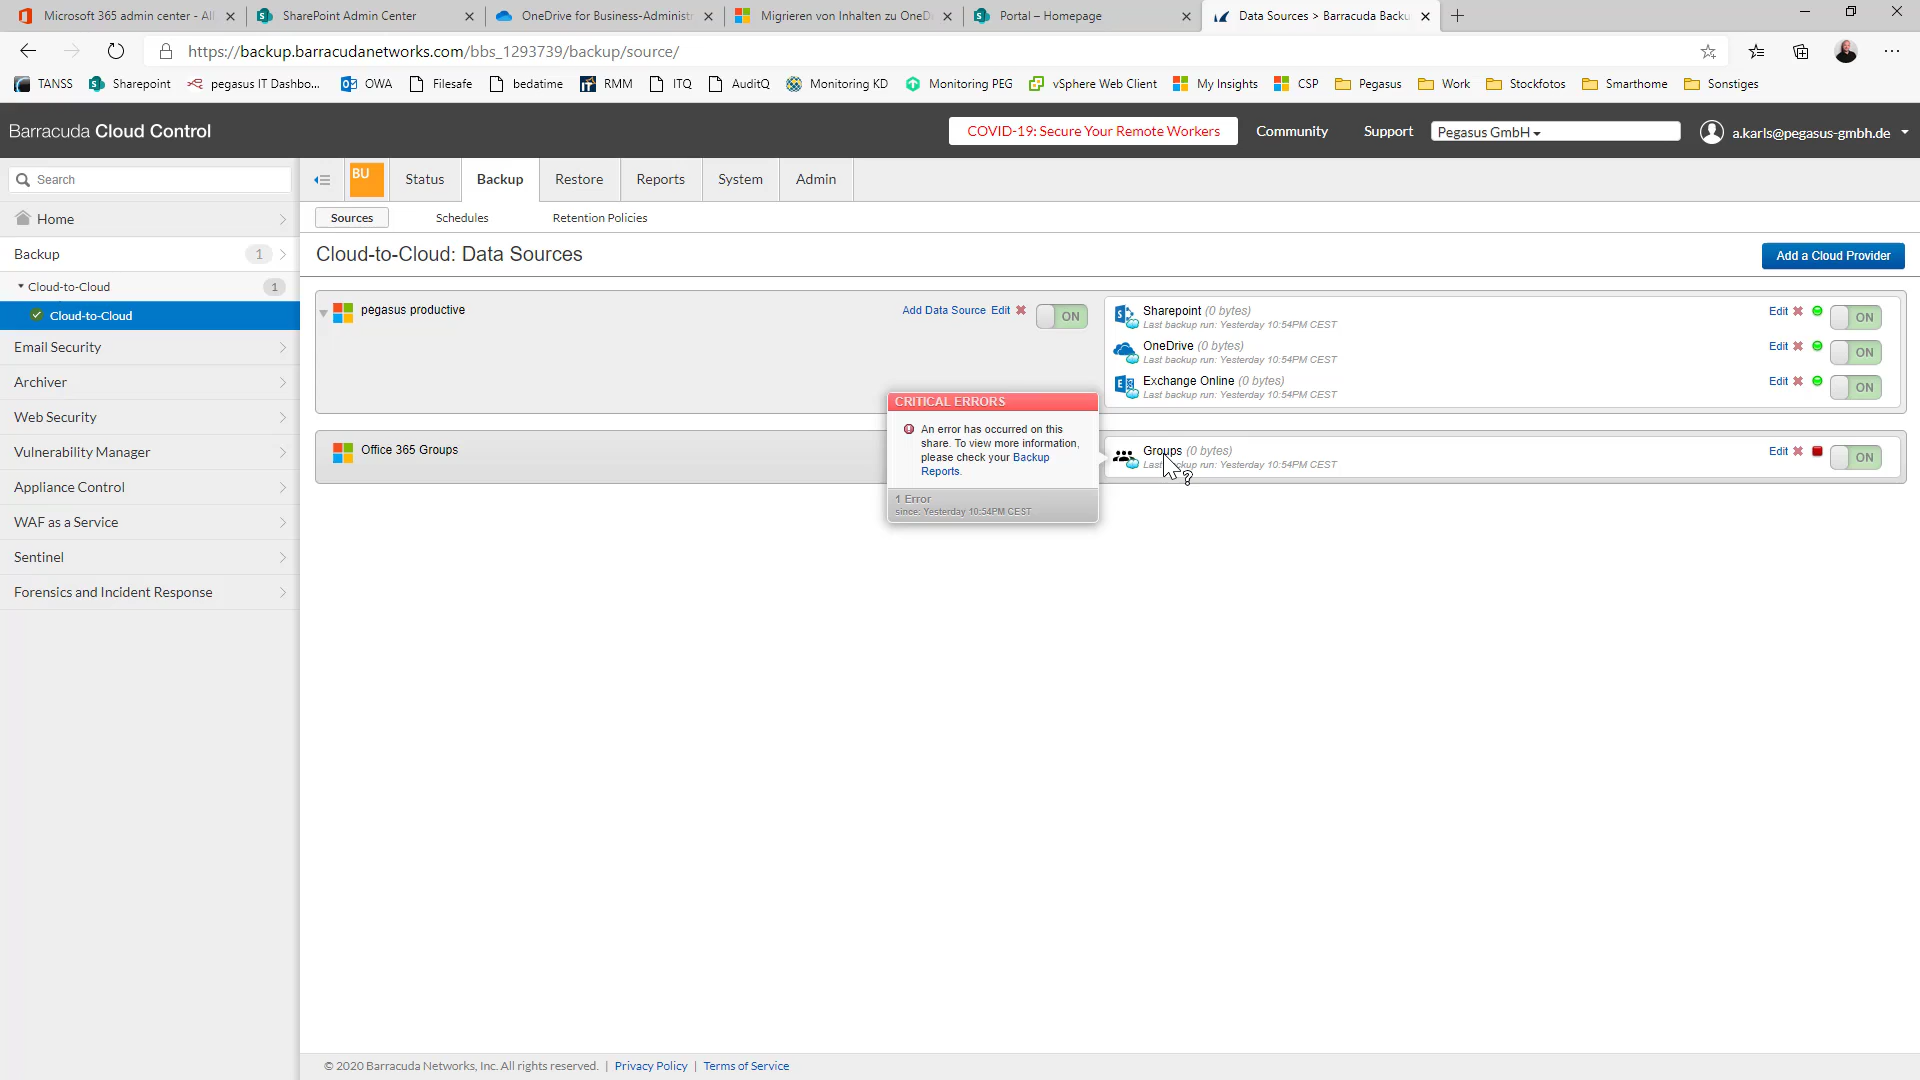 Microsoft 365 admin center - Al
SharePoint Admin Center
OneDrive for Business-Administr
Migrieren von Inhalten zu OneD
Portal – Homepage
Data Sources > Barracuda Backu
https://backup.barracudanetworks.com/bbs_1293739/backup/source/
TANSS
Sharepoint
pegasus IT Dashbo...
OWA
Filesafe
bedatime
RMM
ITQ
AuditQ
Monitoring KD
Monitoring PEG
vSphere Web Client
My Insights
CSP
Pegasus
Work
Stockfotos
Smarthome
Sonstiges
Barracuda Cloud Control
COVID-19: Secure Your Remote Workers
Community
Support
Pegasus GmbH
a.karls@pegasus-gmbh.de
Search
Home
Backup 1
Cloud-to-Cloud 1
Cloud-to-Cloud
Email Security
Archiver
Web Security
Vulnerability Manager
Appliance Control
WAF as a Service
Sentinel
Forensics and Incident Response
BU
Status
Backup
Restore
Reports
System
Admin
Sources
Schedules
Retention Policies
Cloud-to-Cloud: Data Sources
Add a Cloud Provider
pegasus productive
Add Data Source Edit
ON
Sharepoint (0 bytes)
Last backup run: Yesterday 10:54PM CEST
Edit
ON
OneDrive (0 bytes)
Last backup run: Yesterday 10:54PM CEST
Edit
ON
Exchange Online (0 bytes)
Last backup run: Yesterday 10:54PM CEST
Edit
ON
Office 365 Groups
CRITICAL ERRORS
An error has occurred on this
share. To view more information,
please check your Backup
Reports.
1 Error
since: Yesterday 10:54PM CEST
Groups (0 bytes)
Last backup run: Yesterday 10:54PM CEST
Edit
ON
© 2020 Barracuda Networks, Inc. All rights reserved. | Privacy Policy | Terms of Service